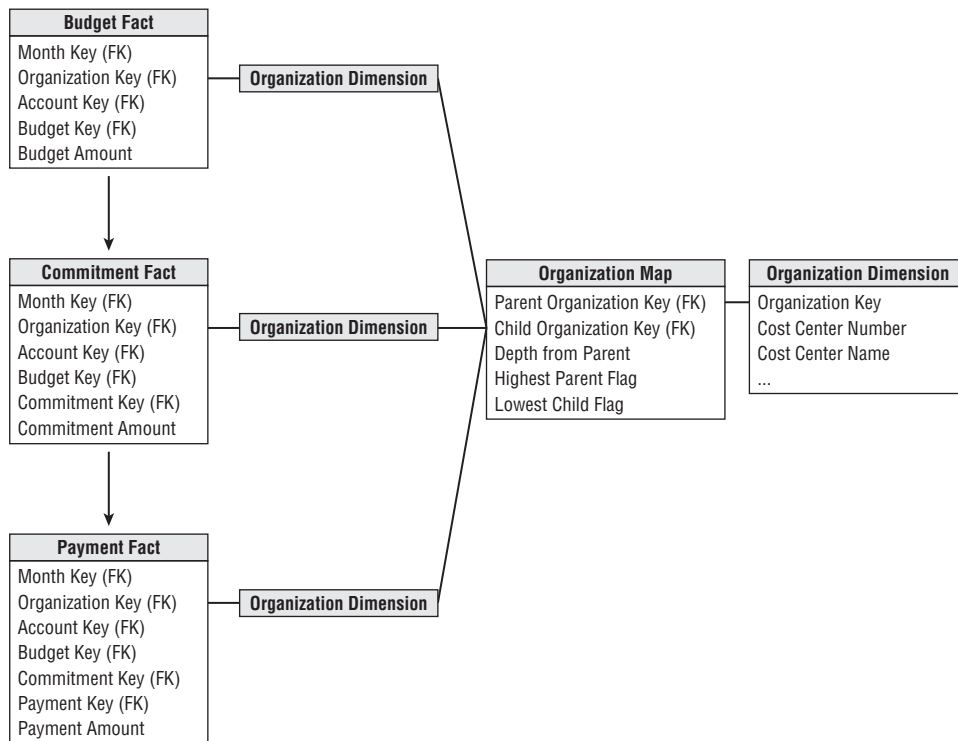 Budget Fact
Month Key (FK)
Organization Key (FK)
Account Key (FK)
Budget Key (FK)
Budget Amount
Organization Dimension
Commitment Fact
Month Key (FK)
Organization Key (FK)
Account Key (FK)
Budget Key (FK)
Commitment Key (FK)
Commitment Amount
Organization Dimension
Organization Map
Parent Organization Key (FK)
Child Organization Key (FK)
Depth from Parent
Highest Parent Flag
Lowest Child Flag
Organization Dimension
Organization Key
Cost Center Number
Cost Center Name
...
Payment Fact
Month Key (FK)
Organization Key (FK)
Account Key (FK)
Budget Key (FK)
Commitment Key (FK)
Payment Key (FK)
Payment Amount
Organization Dimension